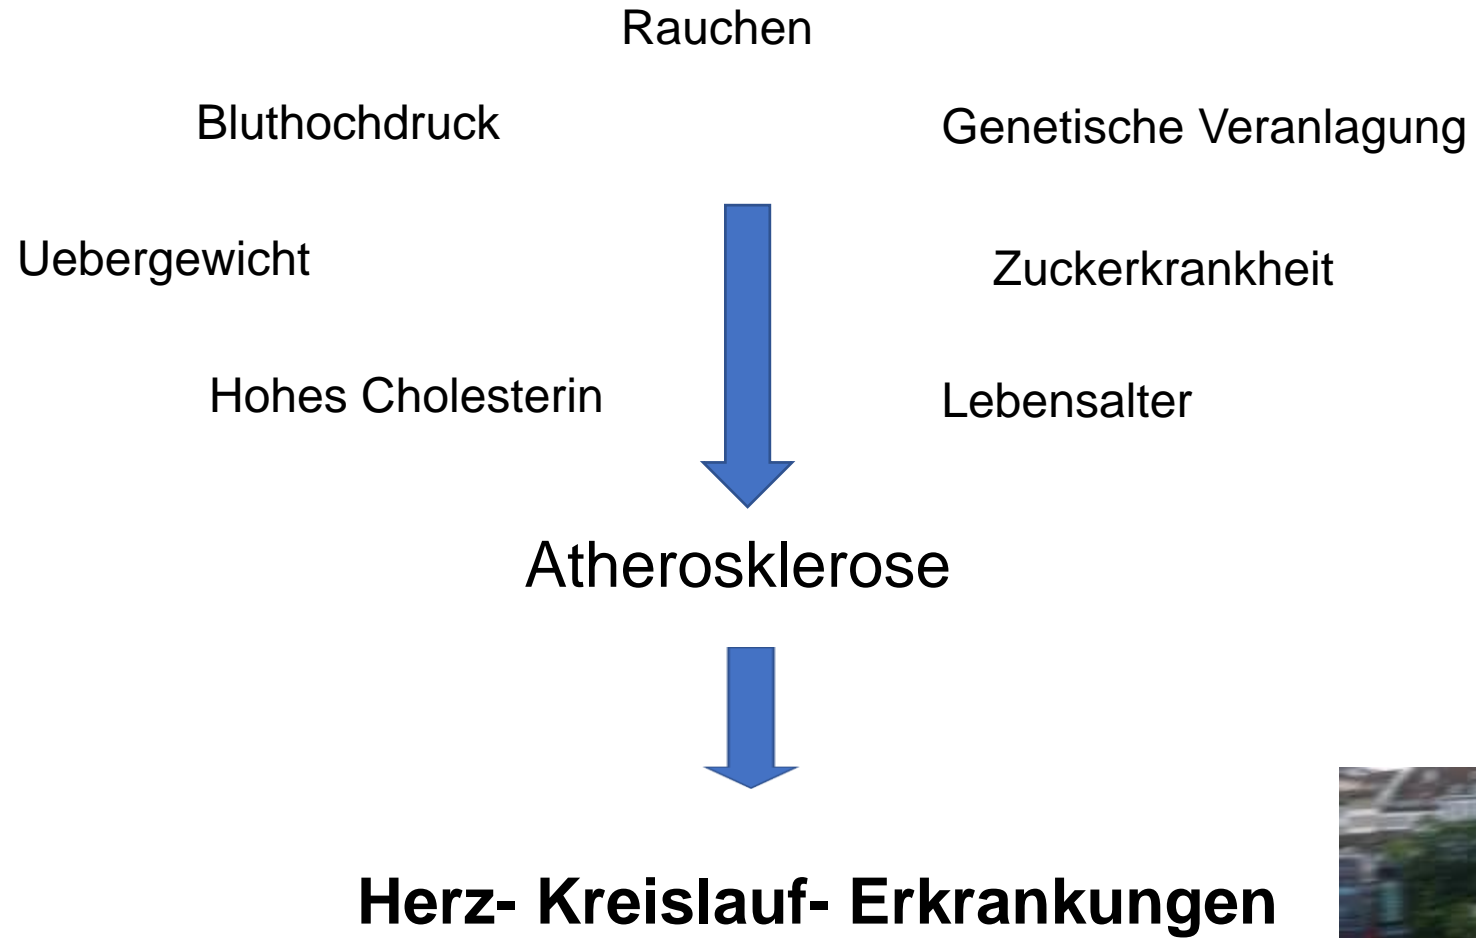 Rauchen
Bluthochdruck
Genetische Veranlagung
Uebergewicht
Zuckerkrankheit
Hohes Cholesterin
Lebensalter
Atherosklerose
Herz- Kreislauf- Erkrankungen